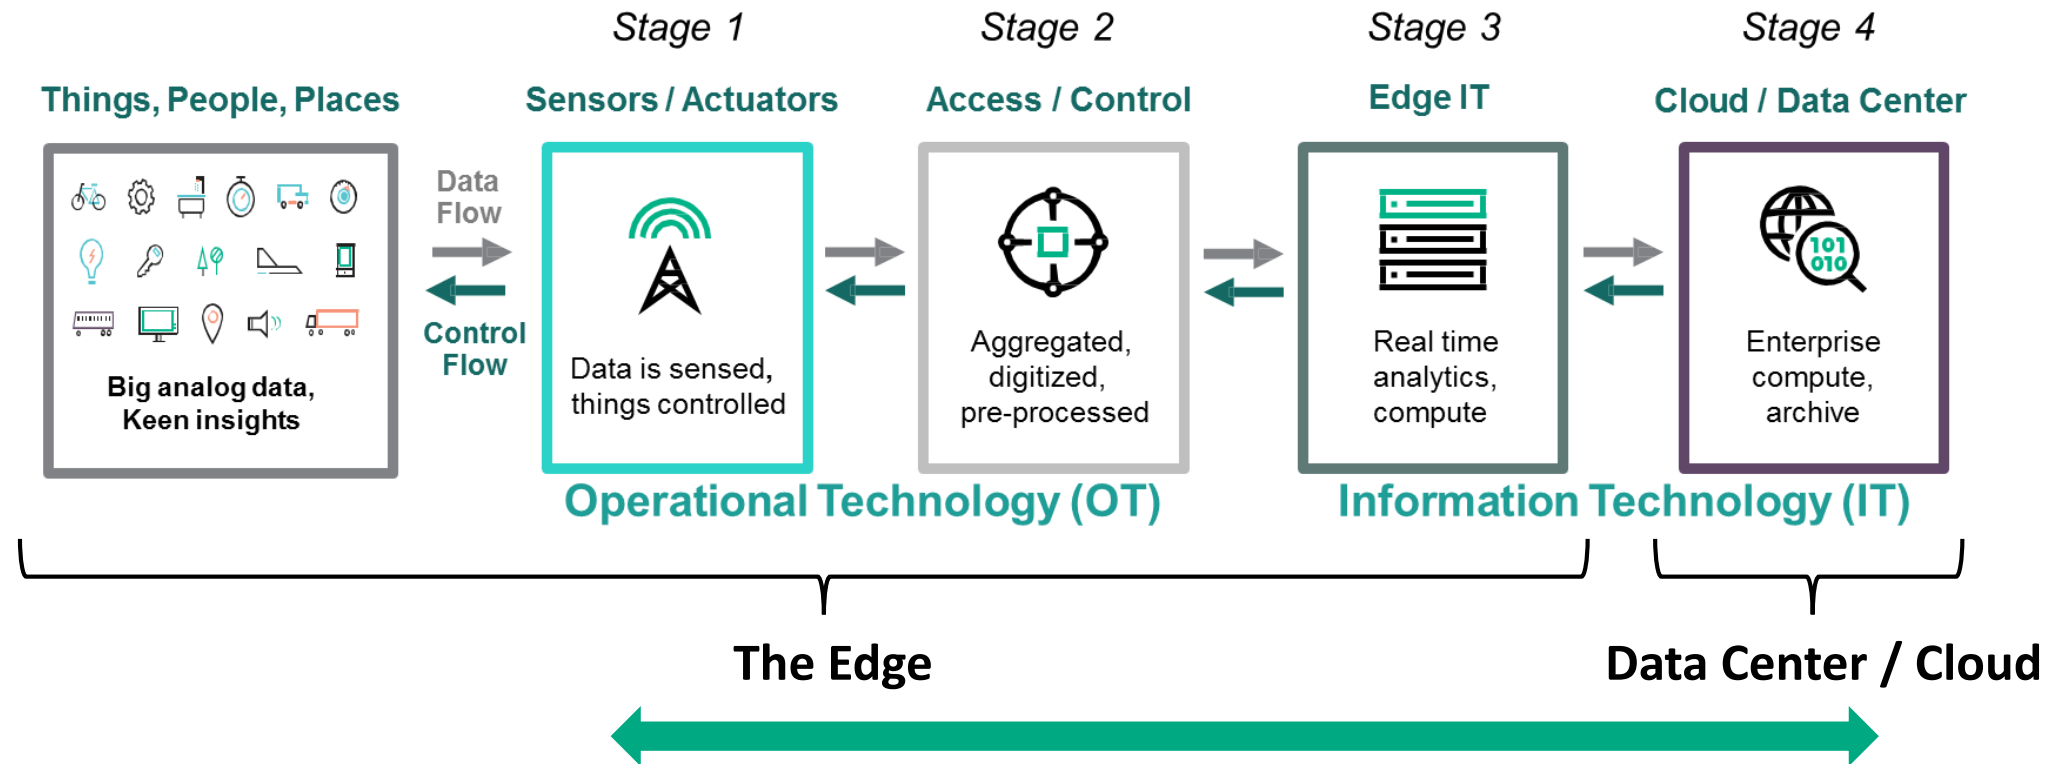 Stage 1
Stage 2
Stage 3
Stage 4
Things, People, Places
Sensors / Actuators
Access / Control
Edge IT
Cloud / Data Center
Big analog data,
Keen insights
Data
Flow
Control
Flow
Data is sensed,
things controlled
Aggregated,
digitized,
pre-processed
Real time
analytics,
compute
101
010
Enterprise
compute,
archive
Operational Technology (OT)
Information Technology (IT)
The Edge
Data Center / Cloud